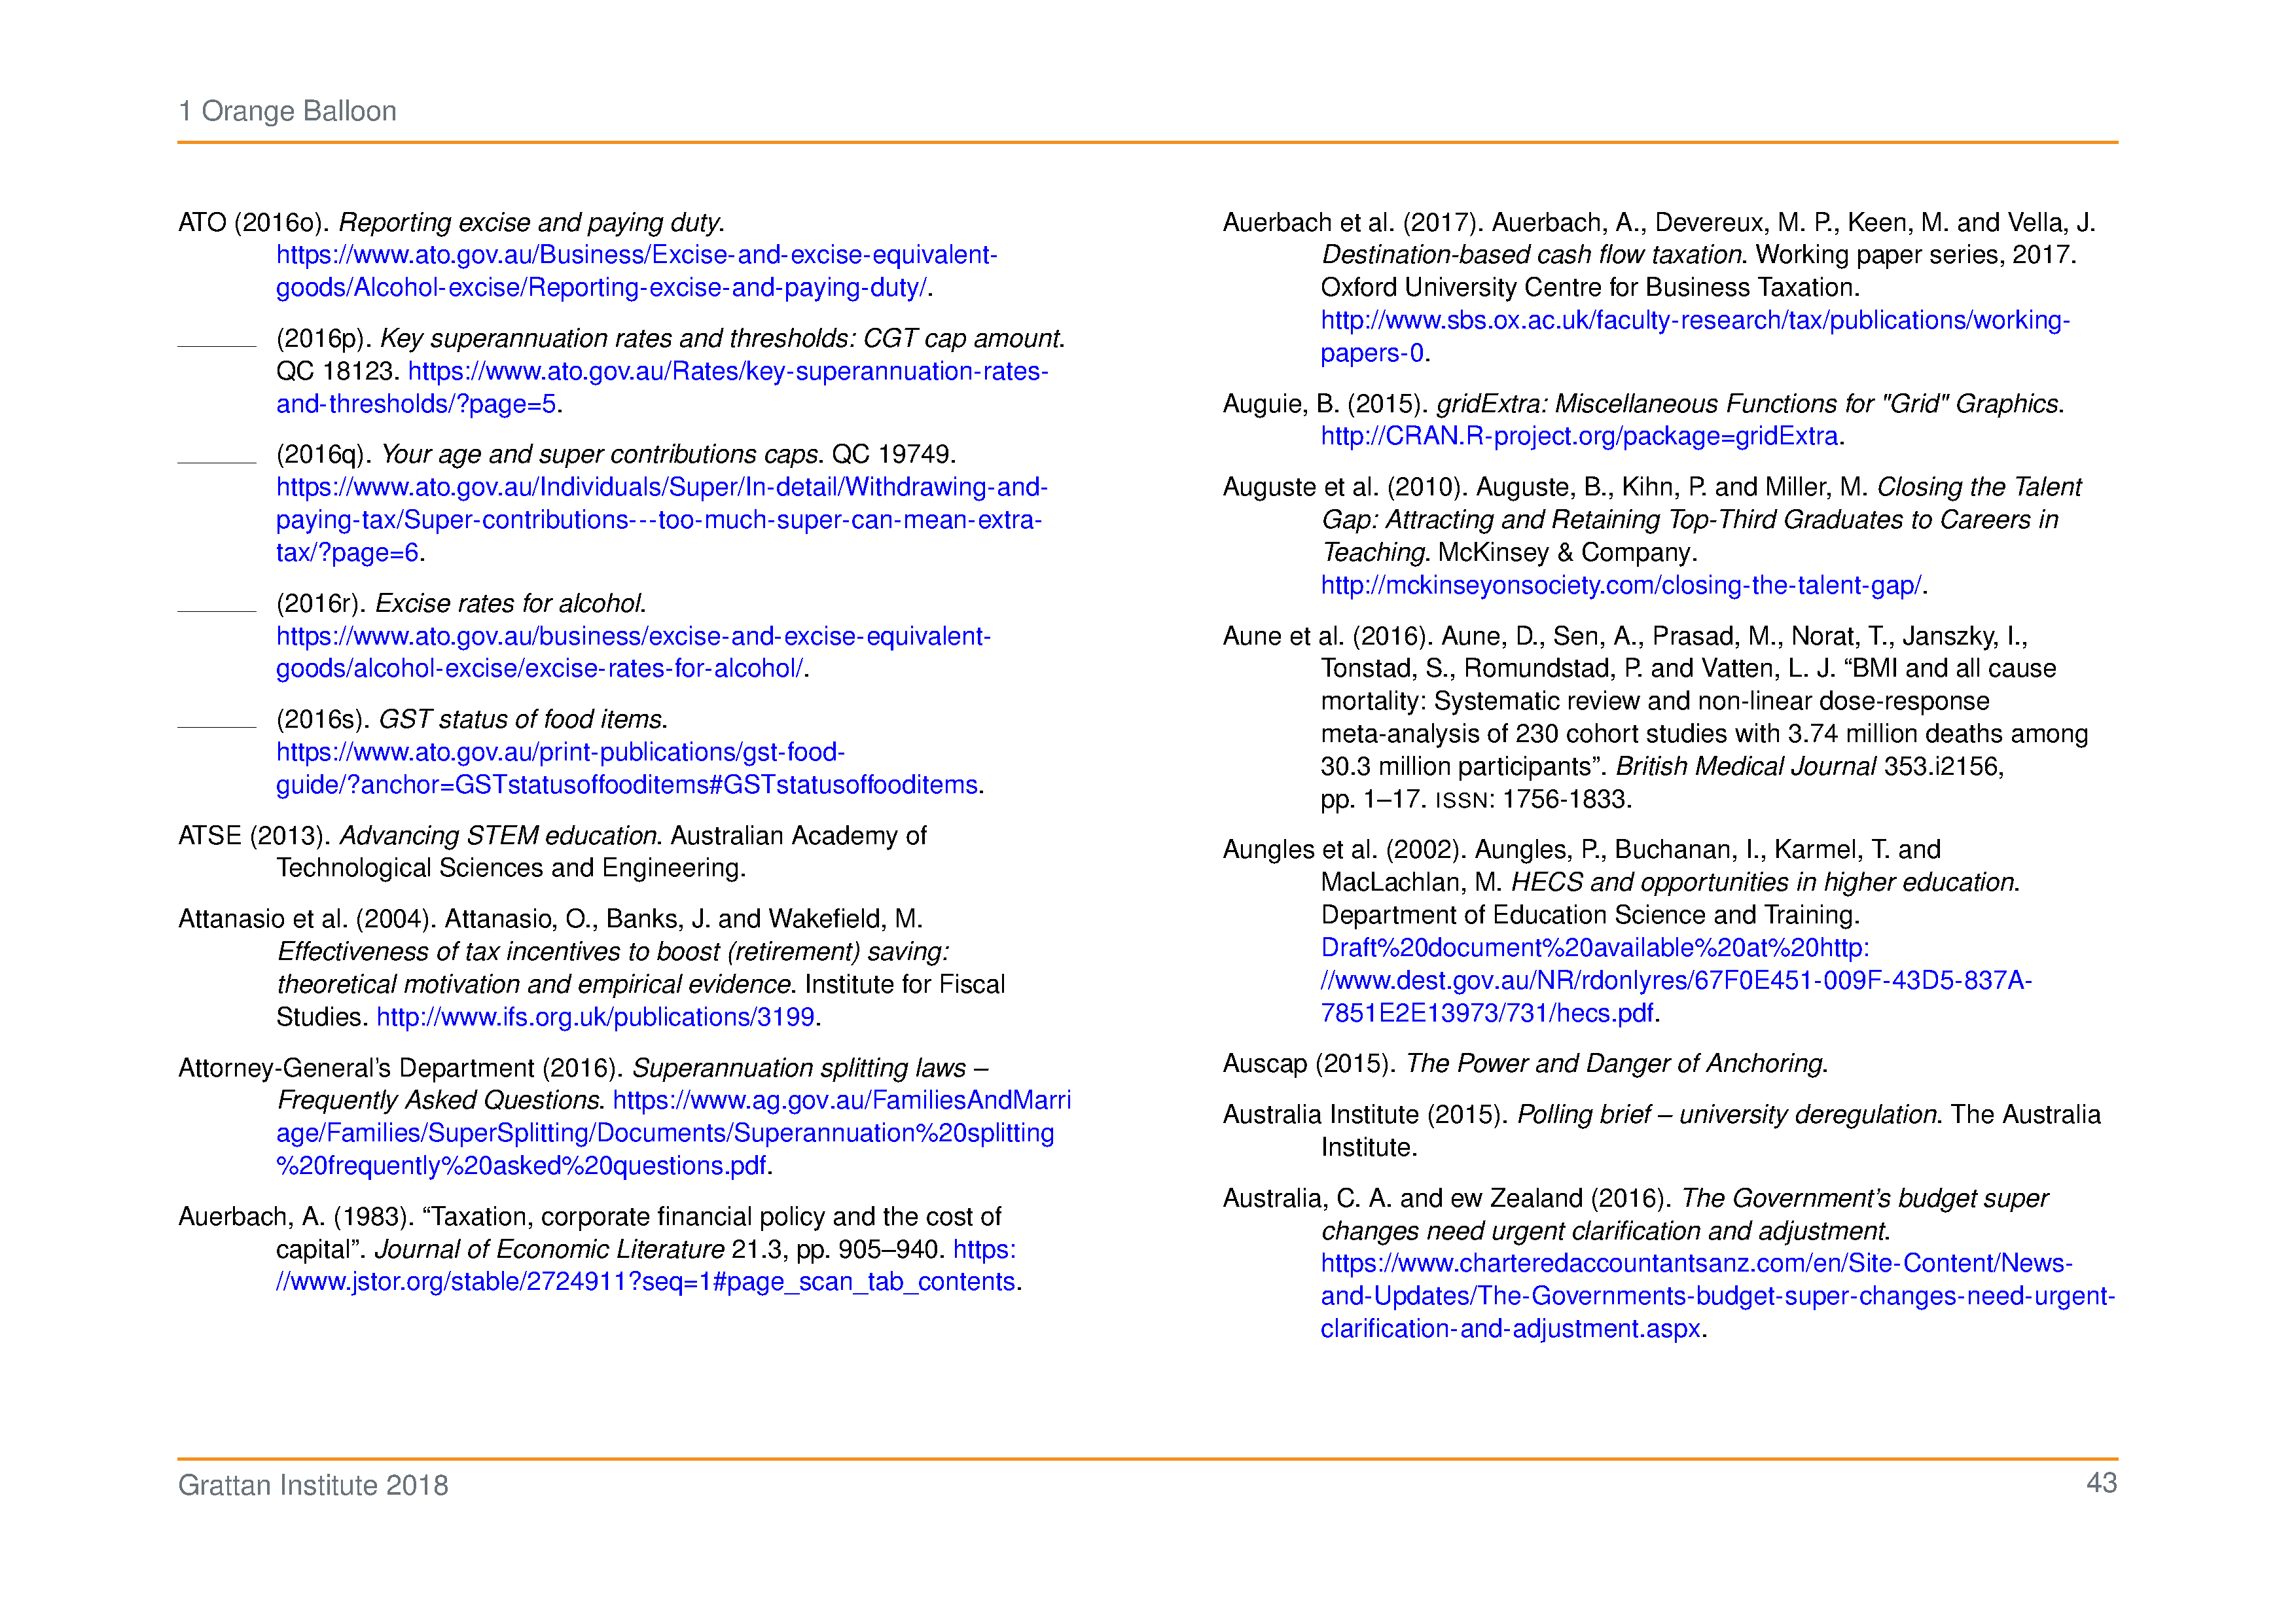 1 Orange Balloon
ATO (2016o). Reporting excise and paying duty.
https://www.ato.gov.au/Business/Excise-and-excise-equivalent-
goods/Alcohol-excise/Reporting-excise-and-paying-duty/.
(2016p). Key superannuation rates and thresholds: CGT cap amount.
QC 18123. https://www.ato.gov.au/Rates/key-superannuation-rates-
and-thresholds/?page=5.
(2016q). Your age and super contributions caps. QC 19749.
https://www.ato.gov.au/Individuals/Super/In-detail/Withdrawing-and-
paying-tax/Super-contributions---too-much-super-can-mean-extra-
tax/?page=6.
(2016r). Excise rates for alcohol.
https://www.ato.gov.au/business/excise-and-excise-equivalent-
goods/alcohol-excise/excise-rates-for-alcohol/.
(2016s). GST status of food items.
https://www.ato.gov.au/print-publications/gst-food-
guide/?anchor=GSTstatusoffooditems#GSTstatusoffooditems.
ATSE (2013). Advancing STEM education. Australian Academy of
Technological Sciences and Engineering.
Attanasio et al. (2004). Attanasio, O., Banks, J. and Wakefield, M.
Effectiveness of tax incentives to boost (retirement) saving:
theoretical motivation and empirical evidence. Institute for Fiscal
Studies. http://www.ifs.org.uk/publications/3199.
Attorney-General's Department (2016). Superannuation splitting laws –
Frequently Asked Questions. https://www.ag.gov.au/FamiliesAndMarri
age/Families/SuperSplitting/Documents/Superannuation%20splitting
%20frequently%20asked%20questions.pdf.
Auerbach, A. (1983). “Taxation, corporate financial policy and the cost of
capital”. Journal of Economic Literature 21.3, pp. 905–940. https:
//www.jstor.org/stable/2724911?seq=1#page_scan_tab_contents.
Auerbach et al. (2017). Auerbach, A., Devereux, M. P., Keen, M. and Vella, J.
Destination-based cash flow taxation. Working paper series, 2017.
Oxford University Centre for Business Taxation.
http://www.sbs.ox.ac.uk/faculty-research/tax/publications/working-
papers-0.
Auguie, B. (2015). gridExtra: Miscellaneous Functions for "Grid" Graphics.
http://CRAN.R-project.org/package=gridExtra.
Auguste et al. (2010). Auguste, B., Kihn, P. and Miller, M. Closing the Talent
Gap: Attracting and Retaining Top-Third Graduates to Careers in
Teaching. McKinsey & Company.
http://mckinseyonsociety.com/closing-the-talent-gap/.
Aune et al. (2016). Aune, D., Sen, A., Prasad, M., Norat, T., Janszky, I.,
Tonstad, S., Romundstad, P. and Vatten, L. J. “BMI and all cause
mortality: Systematic review and non-linear dose-response
meta-analysis of 230 cohort studies with 3.74 million deaths among
30.3 million participants”. British Medical Journal 353.i2156,
pp. 1–17. ISSN: 1756-1833.
Aungles et al. (2002). Aungles, P., Buchanan, I., Karmel, T. and
MacLachlan, M. HECS and opportunities in higher education.
Department of Education Science and Training.
Draft%20document%20available%20at%20http:
//www.dest.gov.au/NR/rdonlyres/67F0E451-009F-43D5-837A-
7851E2E13973/731/hecs.pdf.
Auscap (2015). The Power and Danger of Anchoring.
Australia Institute (2015). Polling brief – university deregulation. The Australia
Institute.
Australia, C. A. and ew Zealand (2016). The Government's budget super
changes need urgent clarification and adjustment.
https://www.charteredaccountantsanz.com/en/Site-Content/News-
and-Updates/The-Governments-budget-super-changes-need-urgent-
clarification-and-adjustment.aspx.
Grattan Institute 2018
43